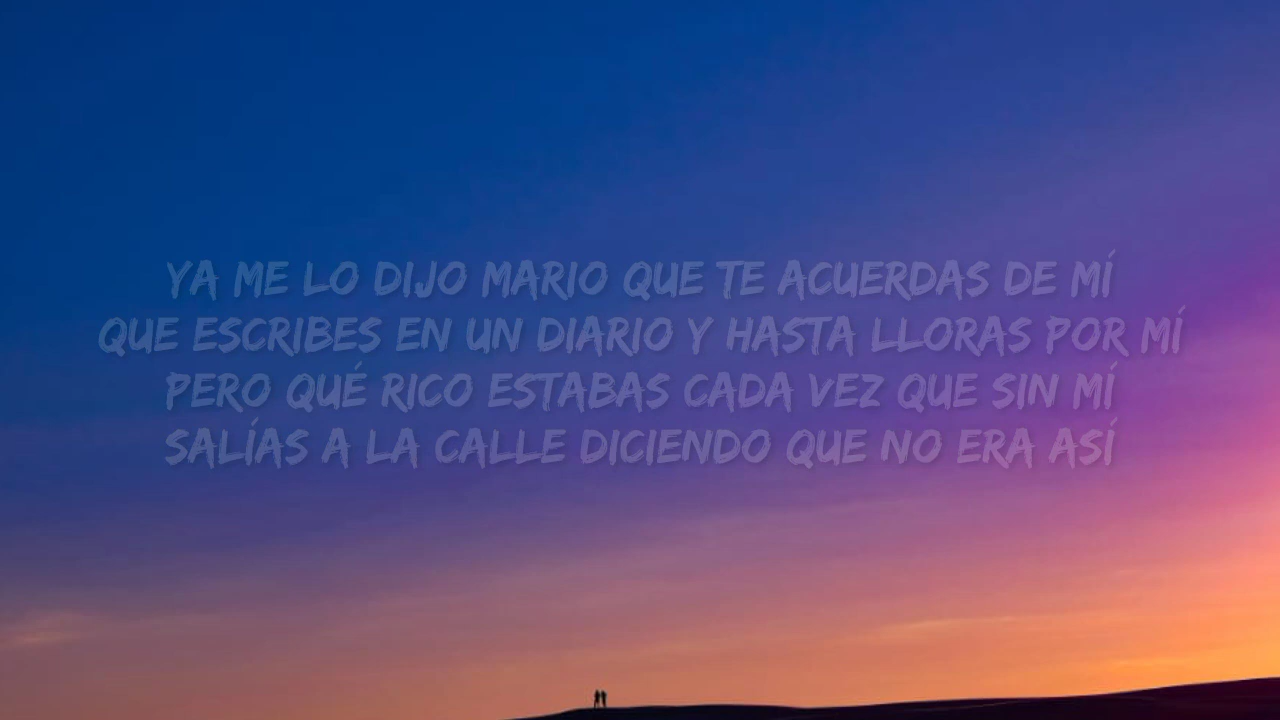 YA ME LO DIJO MARIO QUE TE ACUERDAS DE MÍ
QUE ESCRIBES EN UN DIARIO Y HASTA LLORAS POR MÍ
PERO QUÉ RICO ESTABAS CADA VEZ QUE SIN MÍ
SALÍAS A LA CALLE DICIENDO QUE NO ERA ASÍ